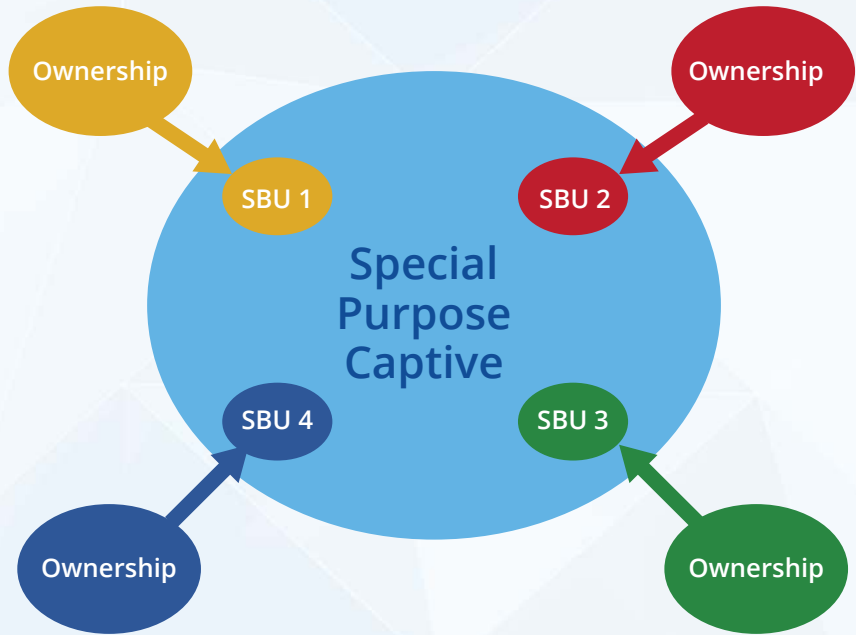 Ownership
Ownership
SBU 1
SBU 2
Special
Purpose
Captive
SBU 4
SBU 3
Ownership
Ownership